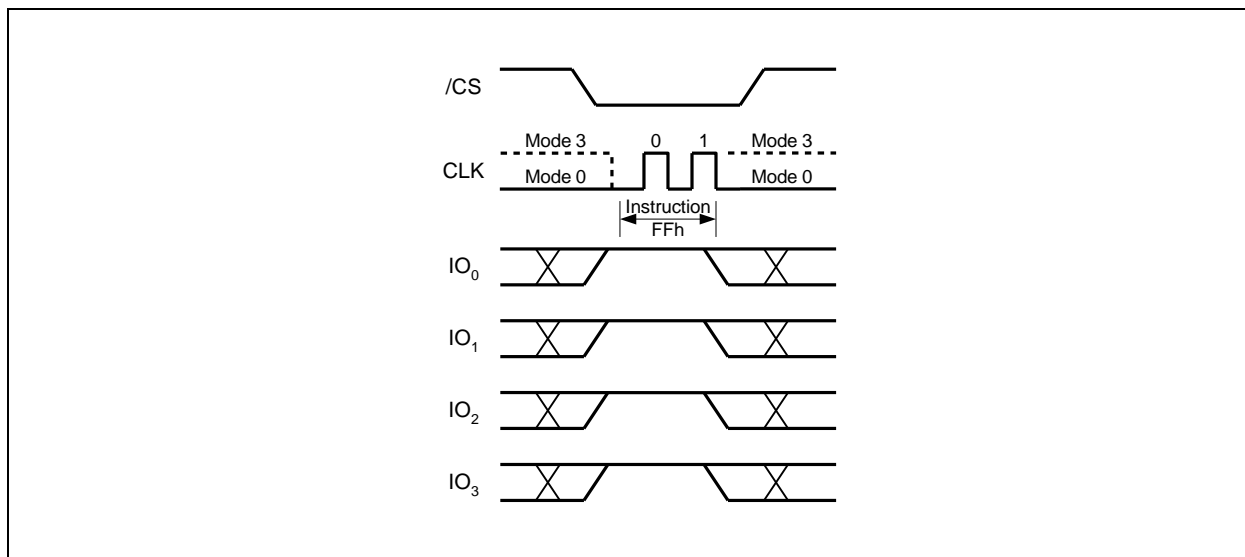 /CS
Mode 3 0 1 Mode 3
CLK
Mode 0 Mode 0
Instruction
FFh
IO0
IO1
IO2
IO3